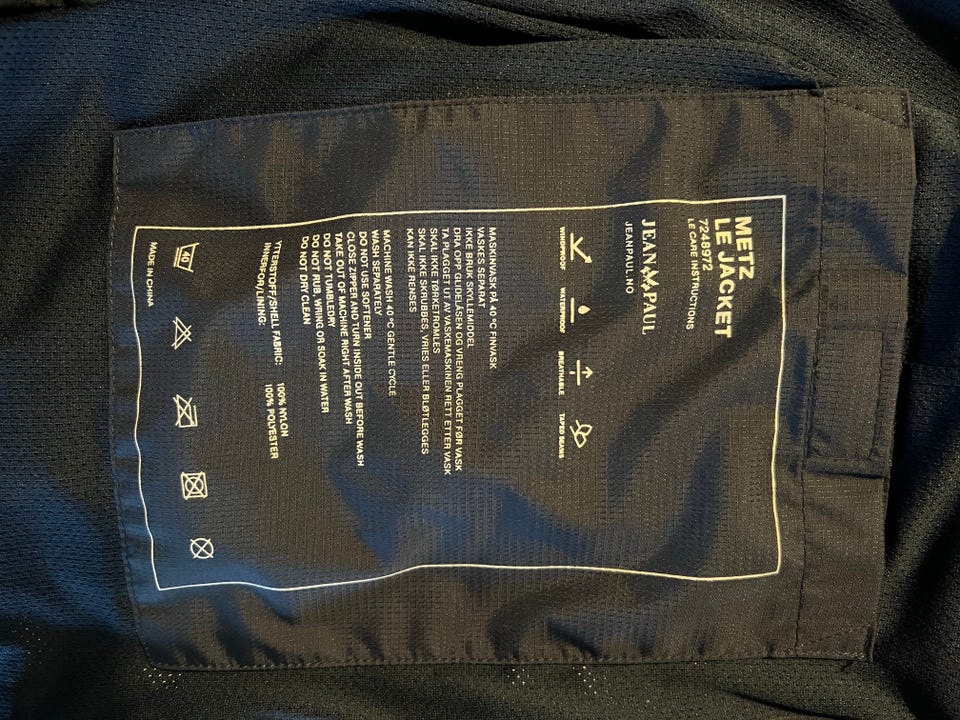 METZ
LE JACKET
7248972
LE CARE INSTRUCTIONS
JEAN PAUL
JEANPAUL.NO
WINDPROOF WATERPROOF BREATHABLE TAPED SEAMS
MASKINVASK PÅ 40 °C FINVASK
VASKES SEPARAT
IKKE BRUK SKYLLEMIDDEL
DRA OPP GLIDELÅSEN OG VRENG PLAGGET FØR VASK
TA PLAGGET UT AV VASKEMASKINEN RETT ETTER VASK
SKAL IKKE TØRKETROMLES
SKAL IKKE SKRUBBES, VRIES ELLER BLØTLEGGES
KAN IKKE RENSES
MACHINE WASH 40 °C GENTLE CYCLE
WASH SEPARATELY
DO NOT USE SOFTENER
CLOSE ZIPPER AND TURN INSIDE OUT BEFORE WASH
TAKE OUT OF MACHINE RIGHT AFTER WASH
DO NOT TUMBLEDRY
DO NOT RUB, WRING OR SOAK IN WATER
DO NOT DRY CLEAN
YTTERSTOFF/SHELL FABRIC: 100% NYLON
INNERFOR/LINING: 100% POLYESTER
40
MADE IN CHINA